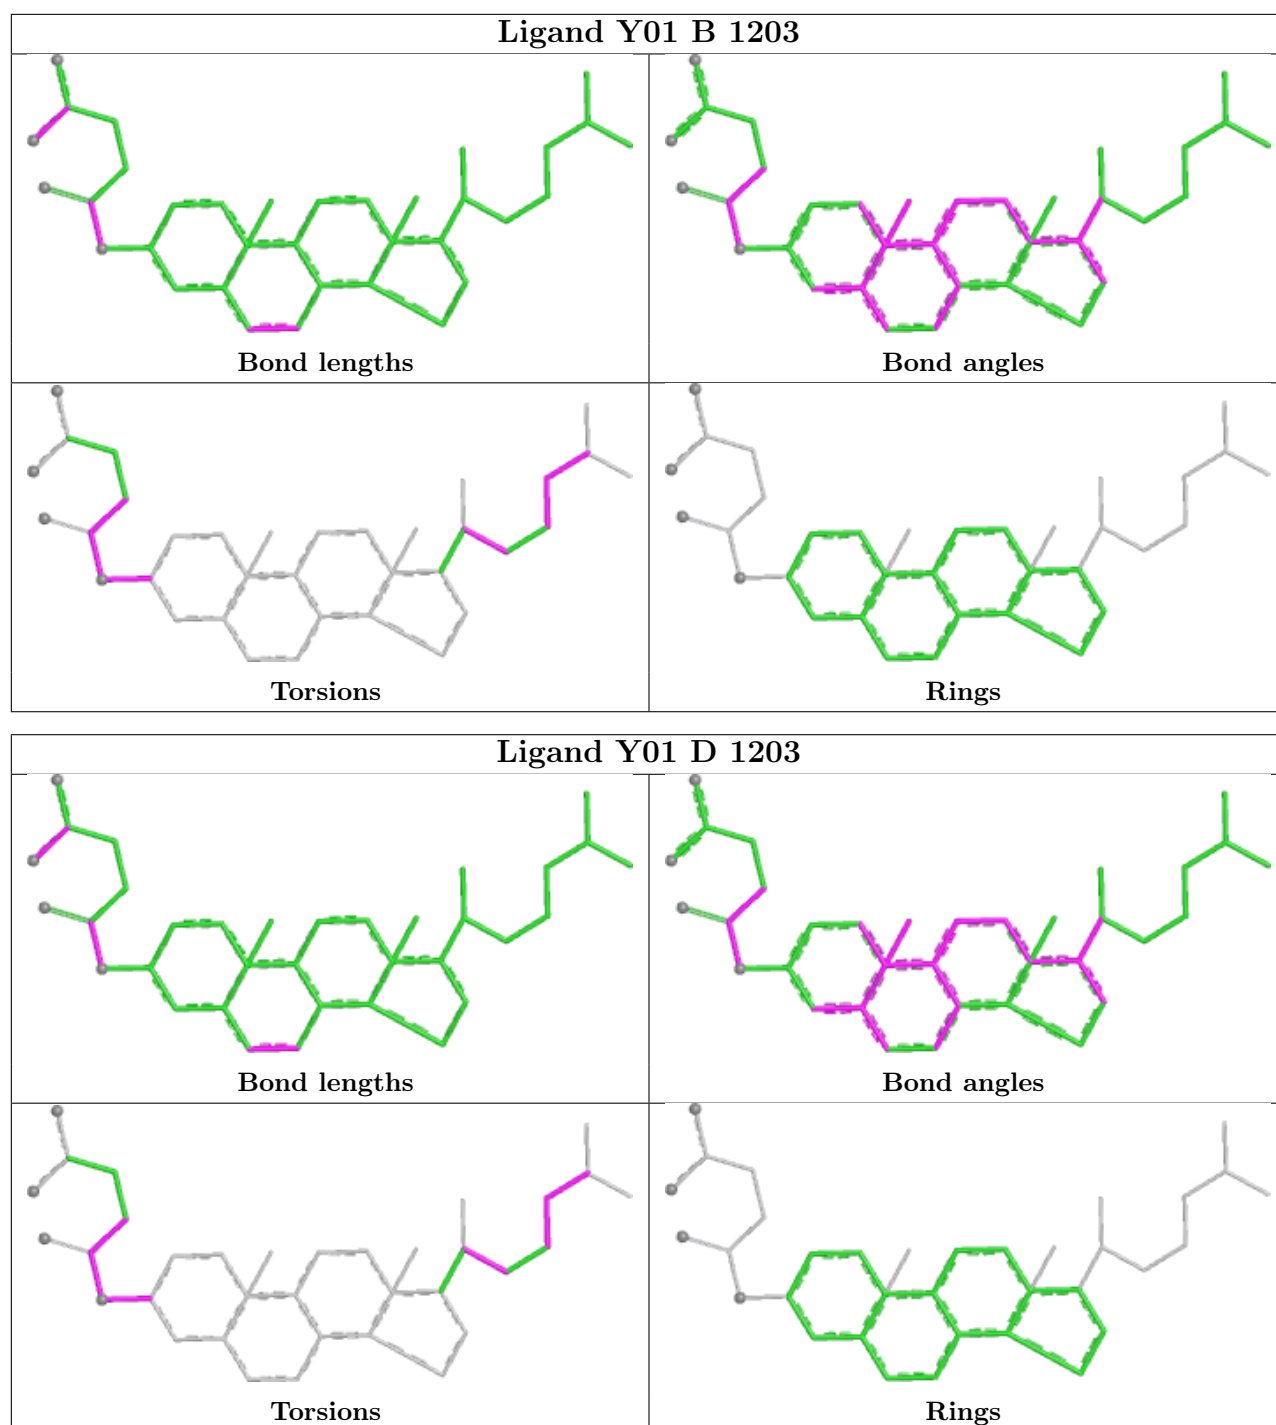 Ligand Y01 B 1203
Bond lengths
Bond angles
Torsions
Rings
Ligand Y01 D 1203
Bond lengths
Bond angles
Torsions
Rings